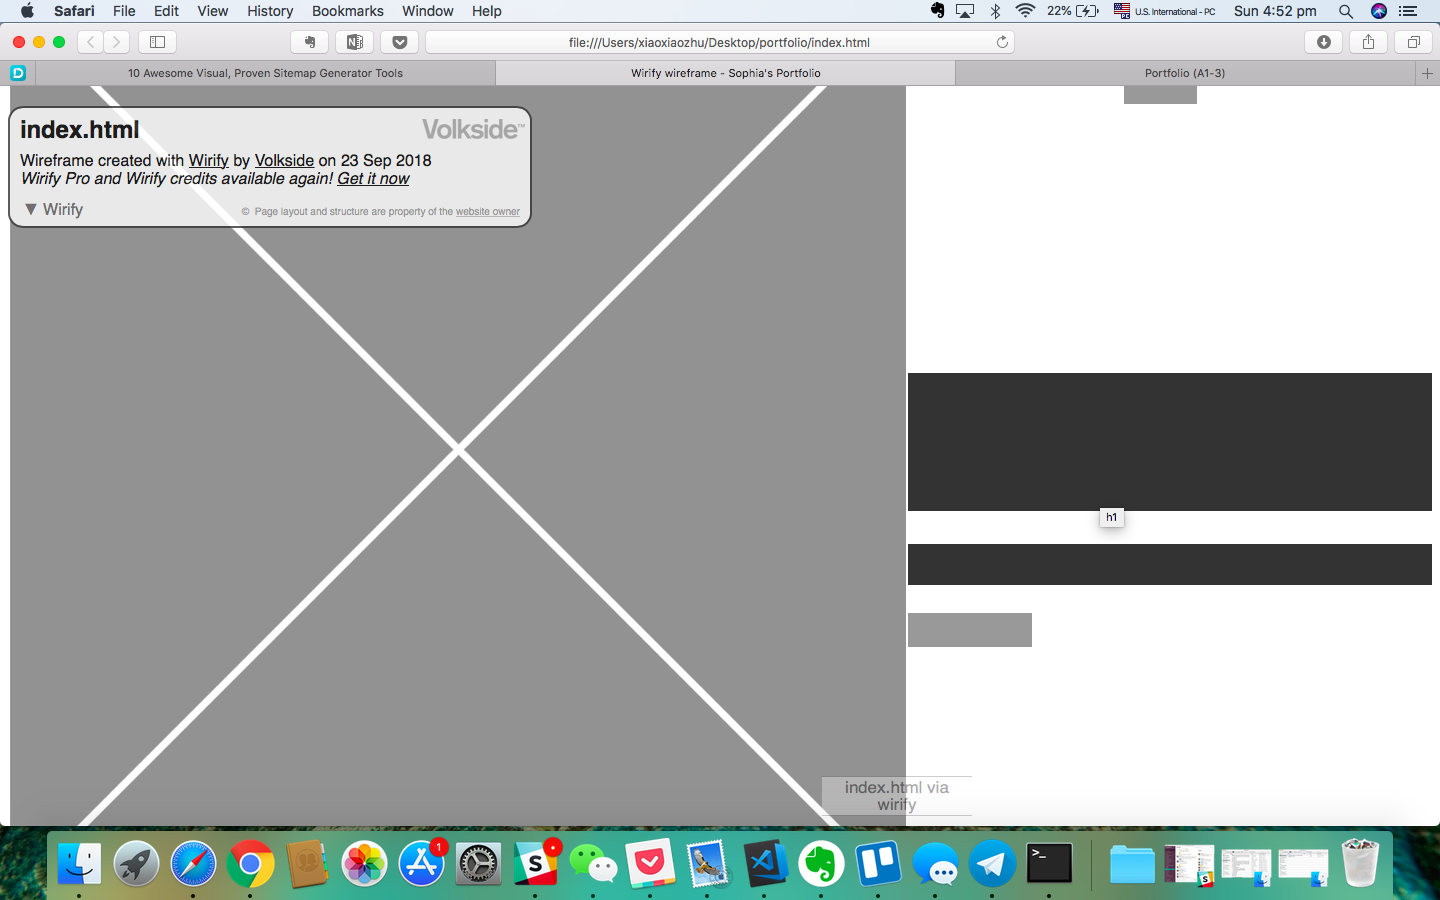 Safari File Edit View History Bookmarks Window Help 22% U.S. International - PC Sun 4:52 pm
file:///Users/xiaoxiaozhu/Desktop/portfolio/index.html
10 Awesome Visual, Proven Sitemap Generator Tools Wirify wireframe - Sophia's Portfolio Portfolio (A1-3)
index.html Volkside™
Wireframe created with Wirify by Volkside on 23 Sep 2018
Wirify Pro and Wirify credits available again! Get it now
▼ Wirify © Page layout and structure are property of the website owner
h1
index.html via
wirify
1